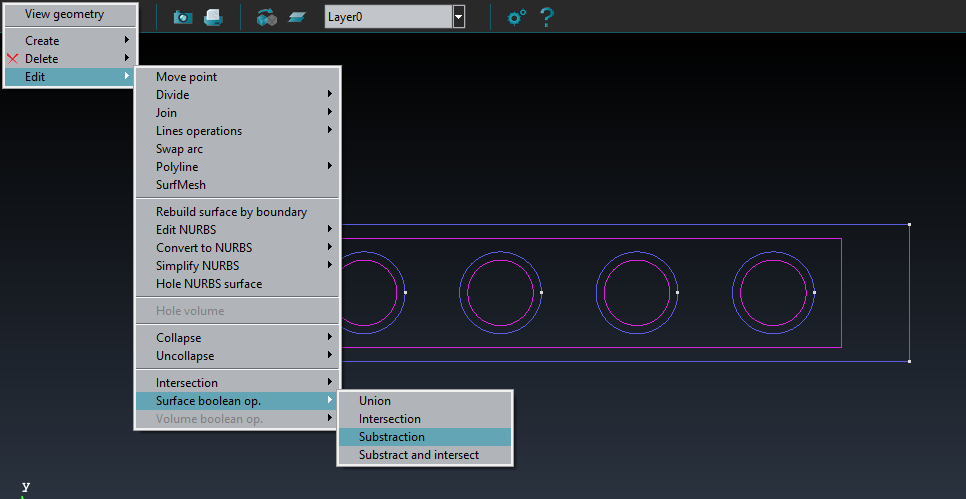 View geometry
Layer0
Create
Delete
Edit
Move point
Divide
Join
Lines operations
Swap arc
Polyline
SurfMesh
Rebuild surface by boundary
Edit NURBS
Convert to NURBS
Simplify NURBS
Hole NURBS surface
Hole volume
Collapse
Uncollapse
Intersection
Surface boolean op.
Volume boolean op.
Union
Intersection
Substraction
Substract and intersect
y